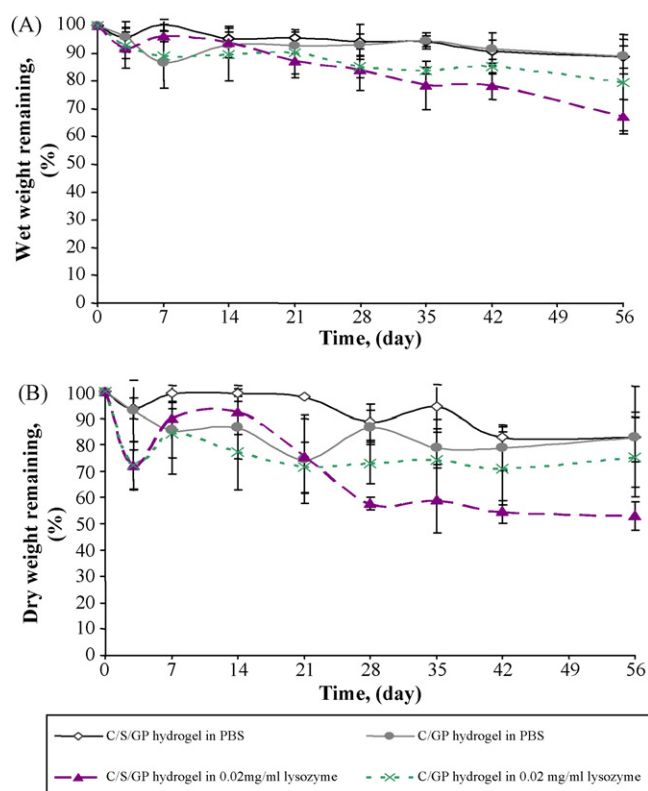 (A)
Wet weight remaining,
(%)
100
90
80
70
60
50
40
30
20
10
0
0 7 14 21 28 35 42 49 56
Time, (day)
(B)
Dry weight remaining,
(%)
100
90
80
70
60
50
40
30
20
10
0
0 7 14 21 28 35 42 49 56
Time, (day)
C/S/GP hydrogel in PBS C/GP hydrogel in PBS
C/S/GP hydrogel in 0.02mg/ml lysozyme C/GP hydrogel in 0.02 mg/ml lysozyme